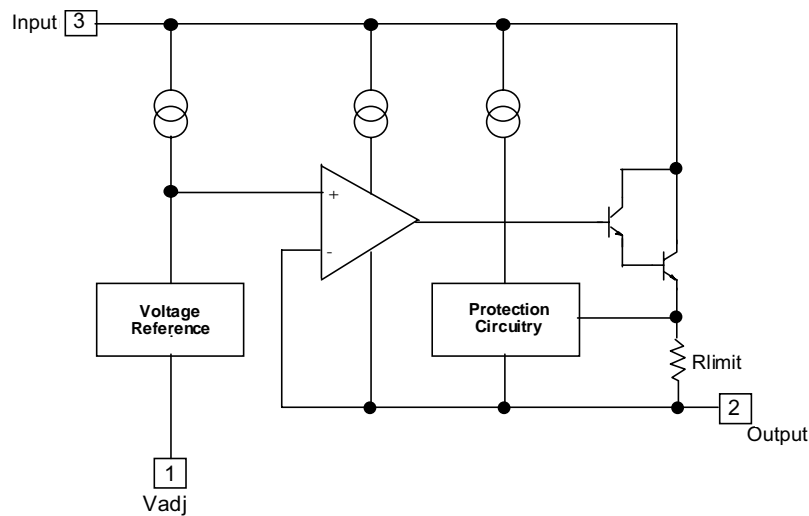 Input 3
+
-
Voltage
Reference
Protection
Circuitry
Rlimit
2
Output
1
Vadj